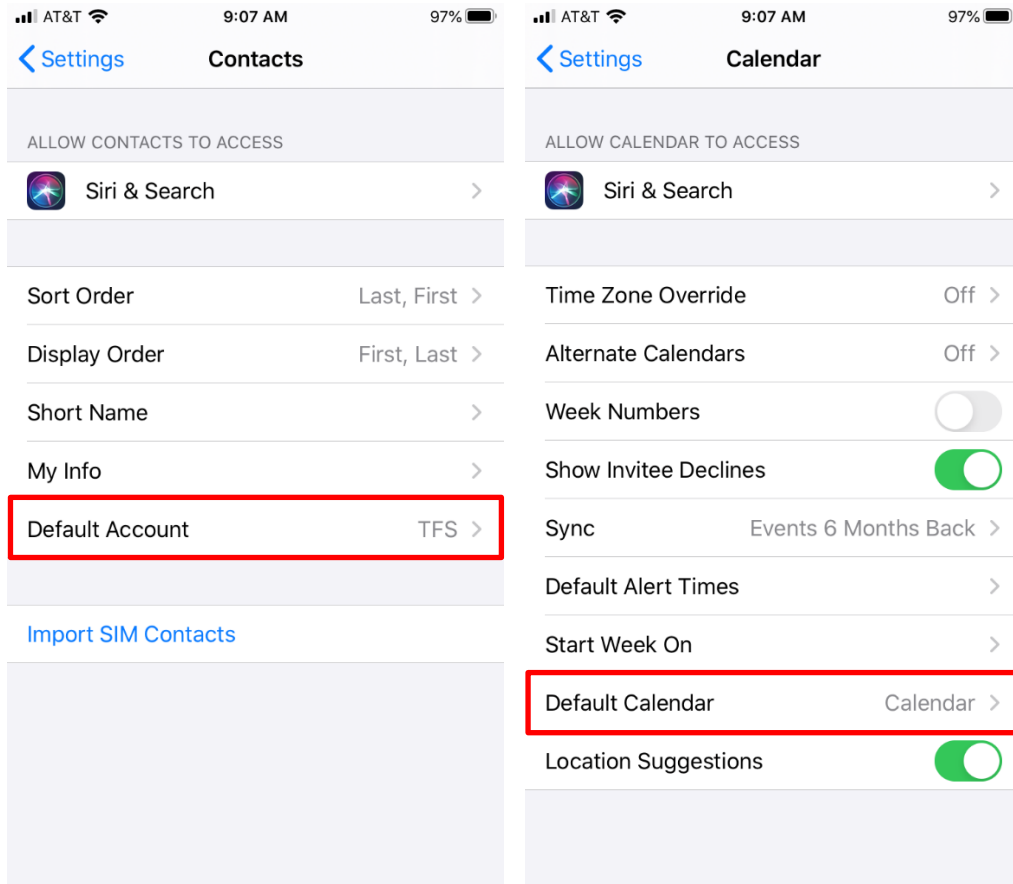 AT&T 9:07 AM 97%
Settings Contacts
ALLOW CONTACTS TO ACCESS
Siri & Search
Sort Order Last, First
Display Order First, Last
Short Name
My Info
Default Account TFS
Import SIM Contacts
AT&T 9:07 AM 97%
Settings Calendar
ALLOW CALENDAR TO ACCESS
Siri & Search
Time Zone Override Off
Alternate Calendars Off
Week Numbers
Show Invitee Declines
Sync Events 6 Months Back
Default Alert Times
Start Week On
Default Calendar Calendar
Location Suggestions